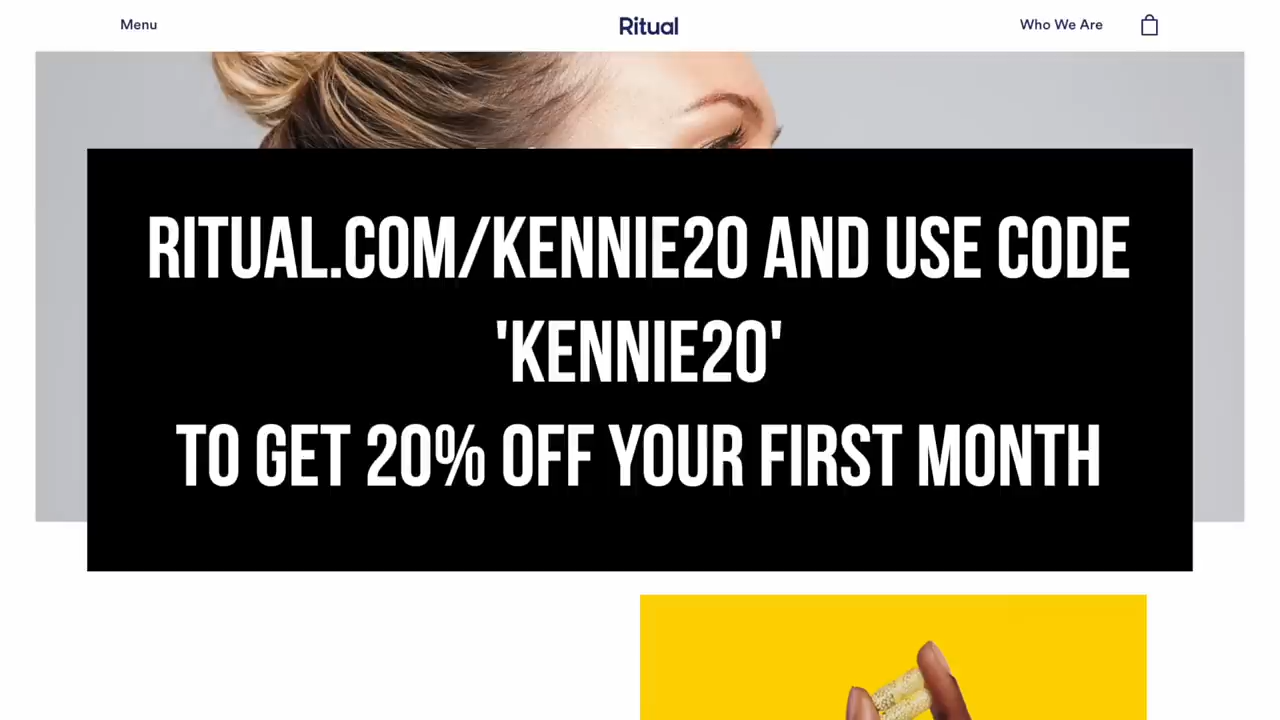 Menu
Ritual
Who We Are
RITUAL.COM/KENNIE20 AND USE CODE
'KENNIE20'
TO GET 20% OFF YOUR FIRST MONTH